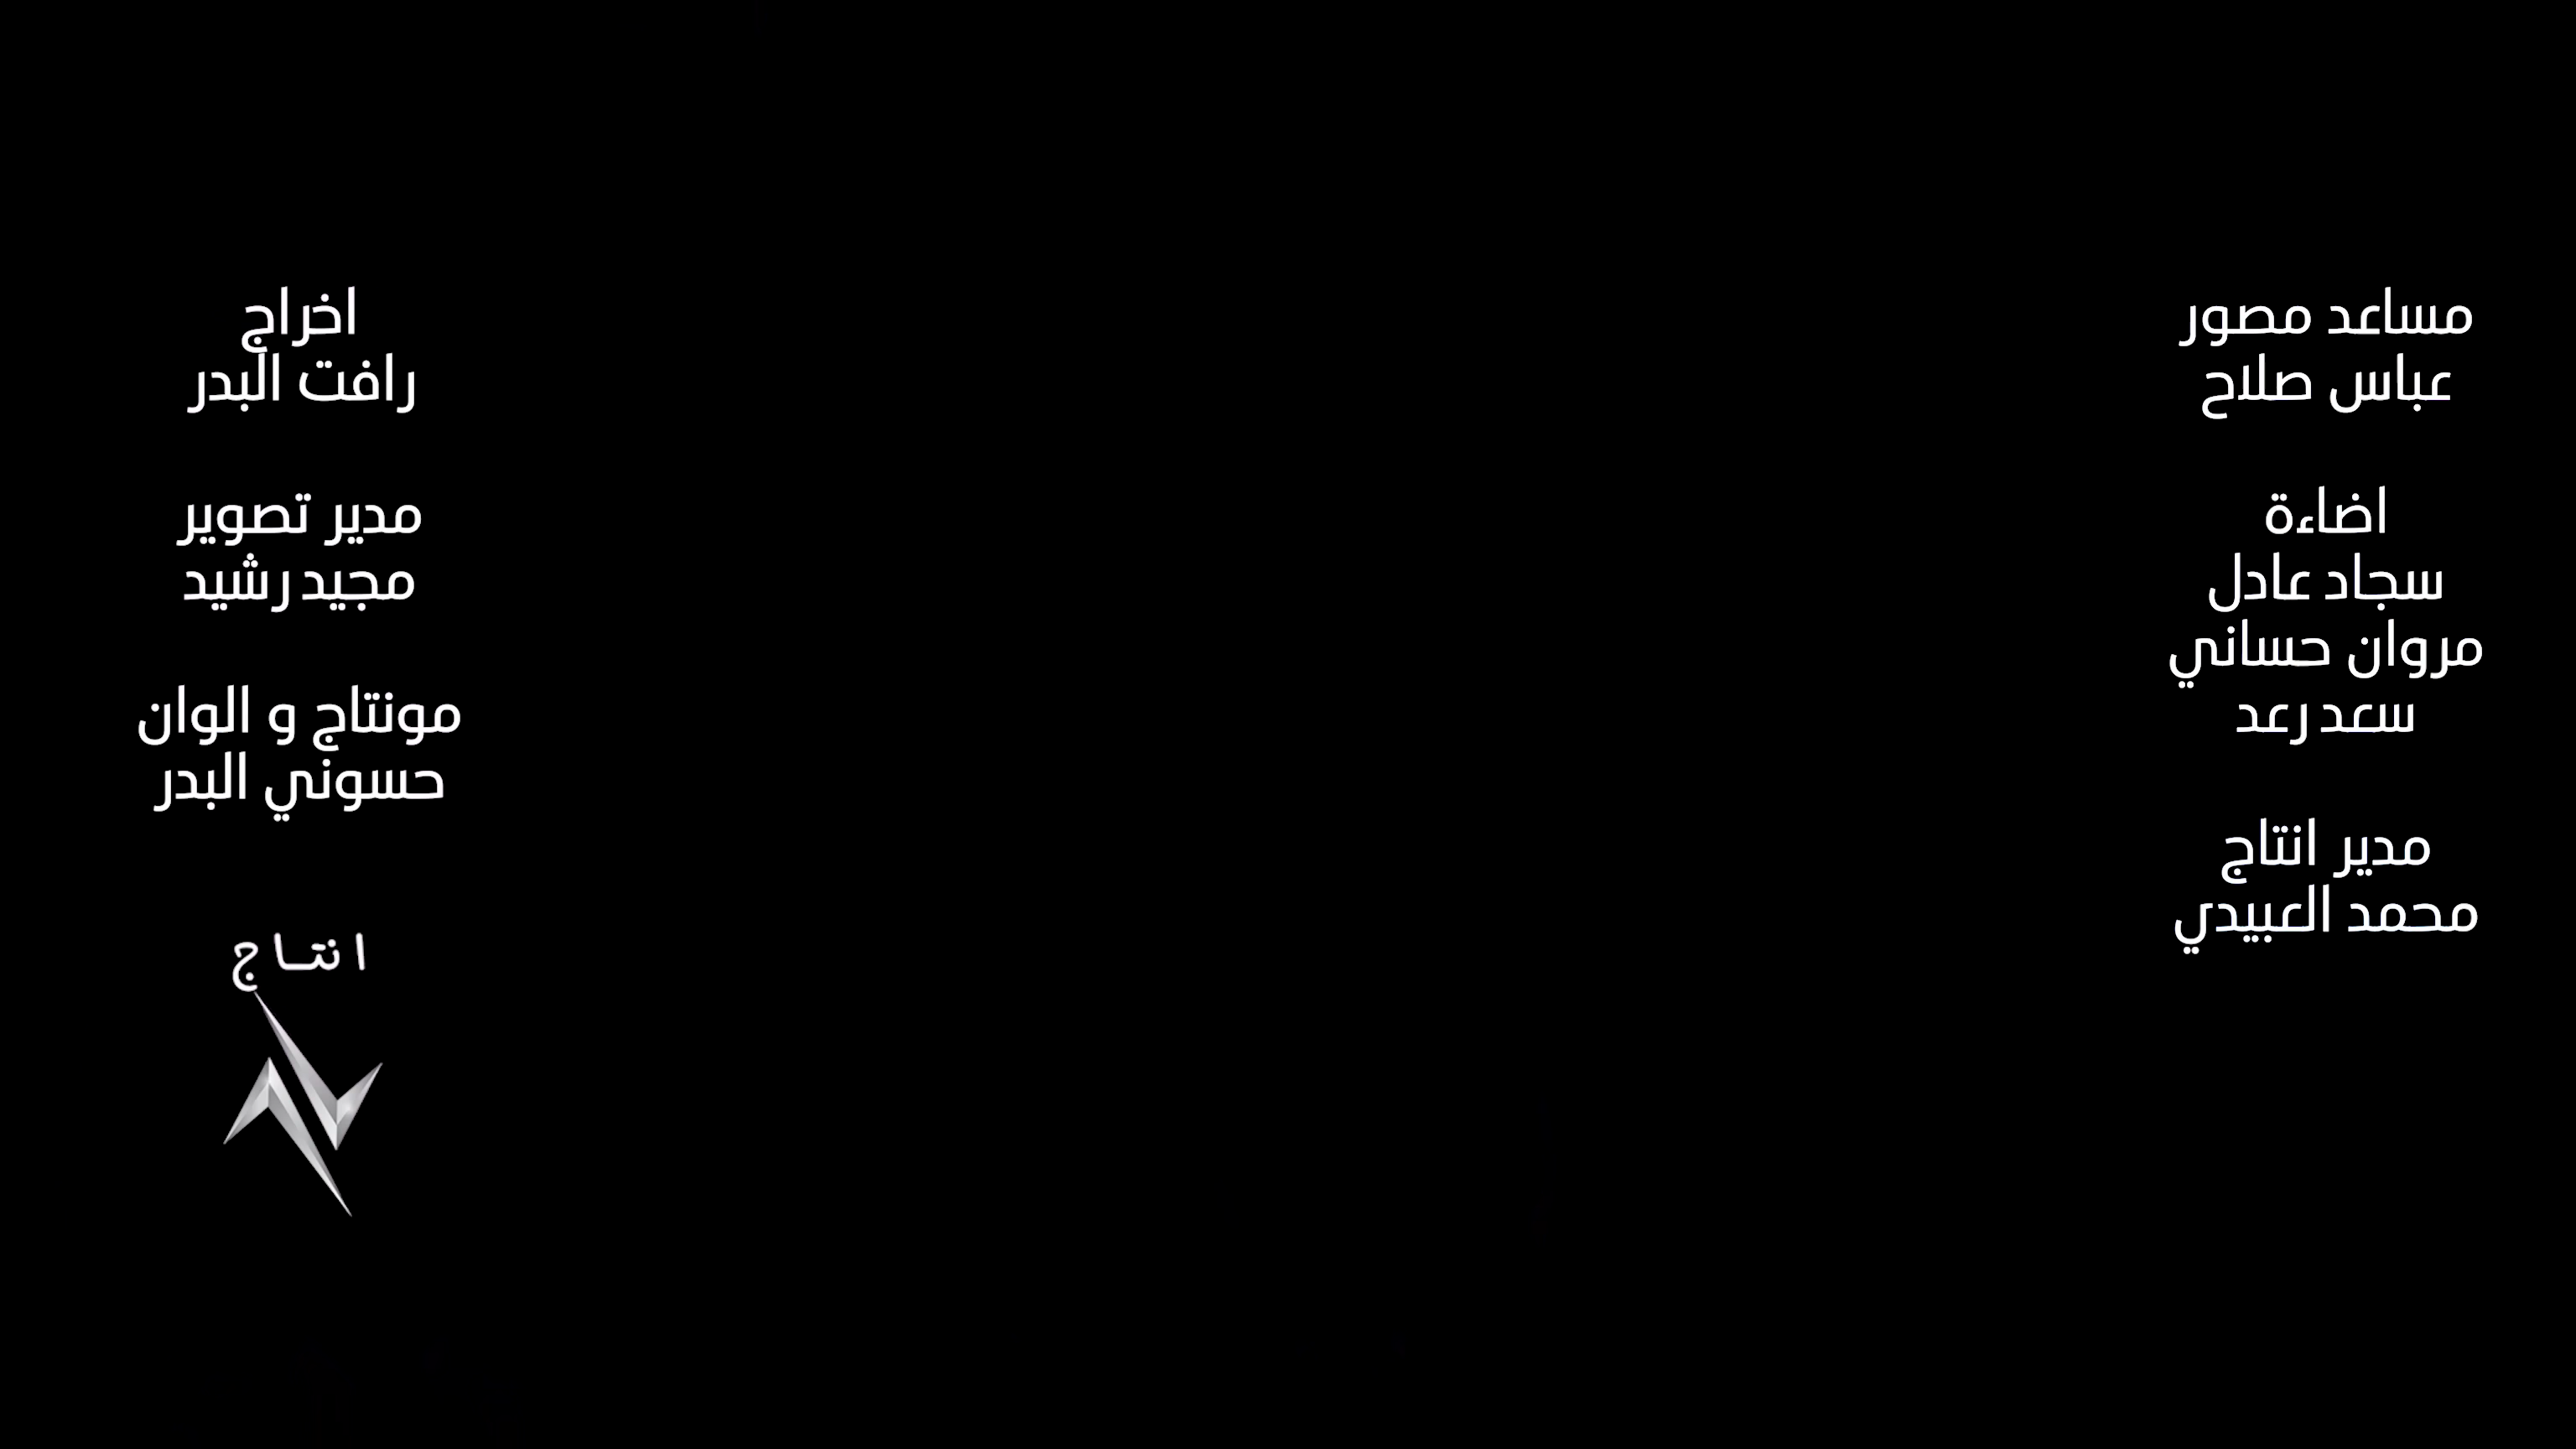 مساعد مصور
عباس صلاح
اضاءة
سجاد عادل
مروان حساني
سعد رعد
مدير انتاج
محمد العبيدي
اخراج
رافت البدر
مدير تصوير
مجيد رشيد
مونتاج و الوان
حسوني البدر
انتاج